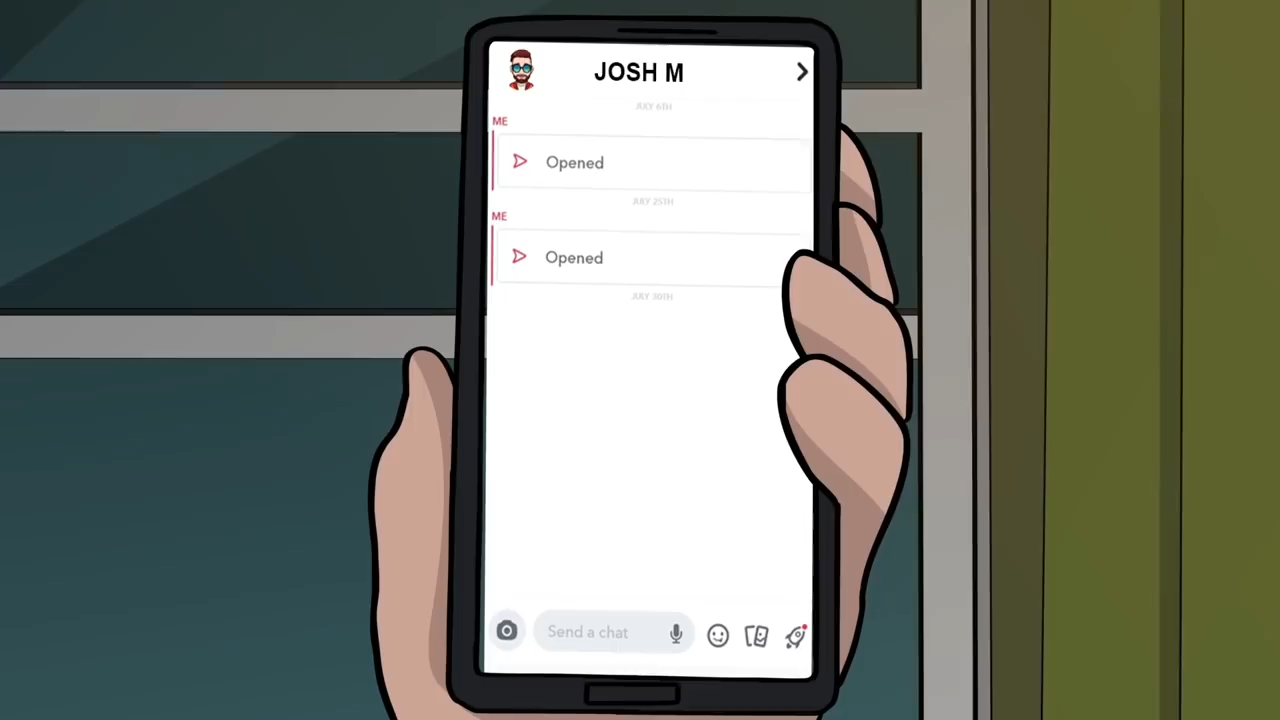 JOSH M
JULY 6TH
ME
Opened
JULY 25TH
ME
Opened
JULY 30TH
Send a chat